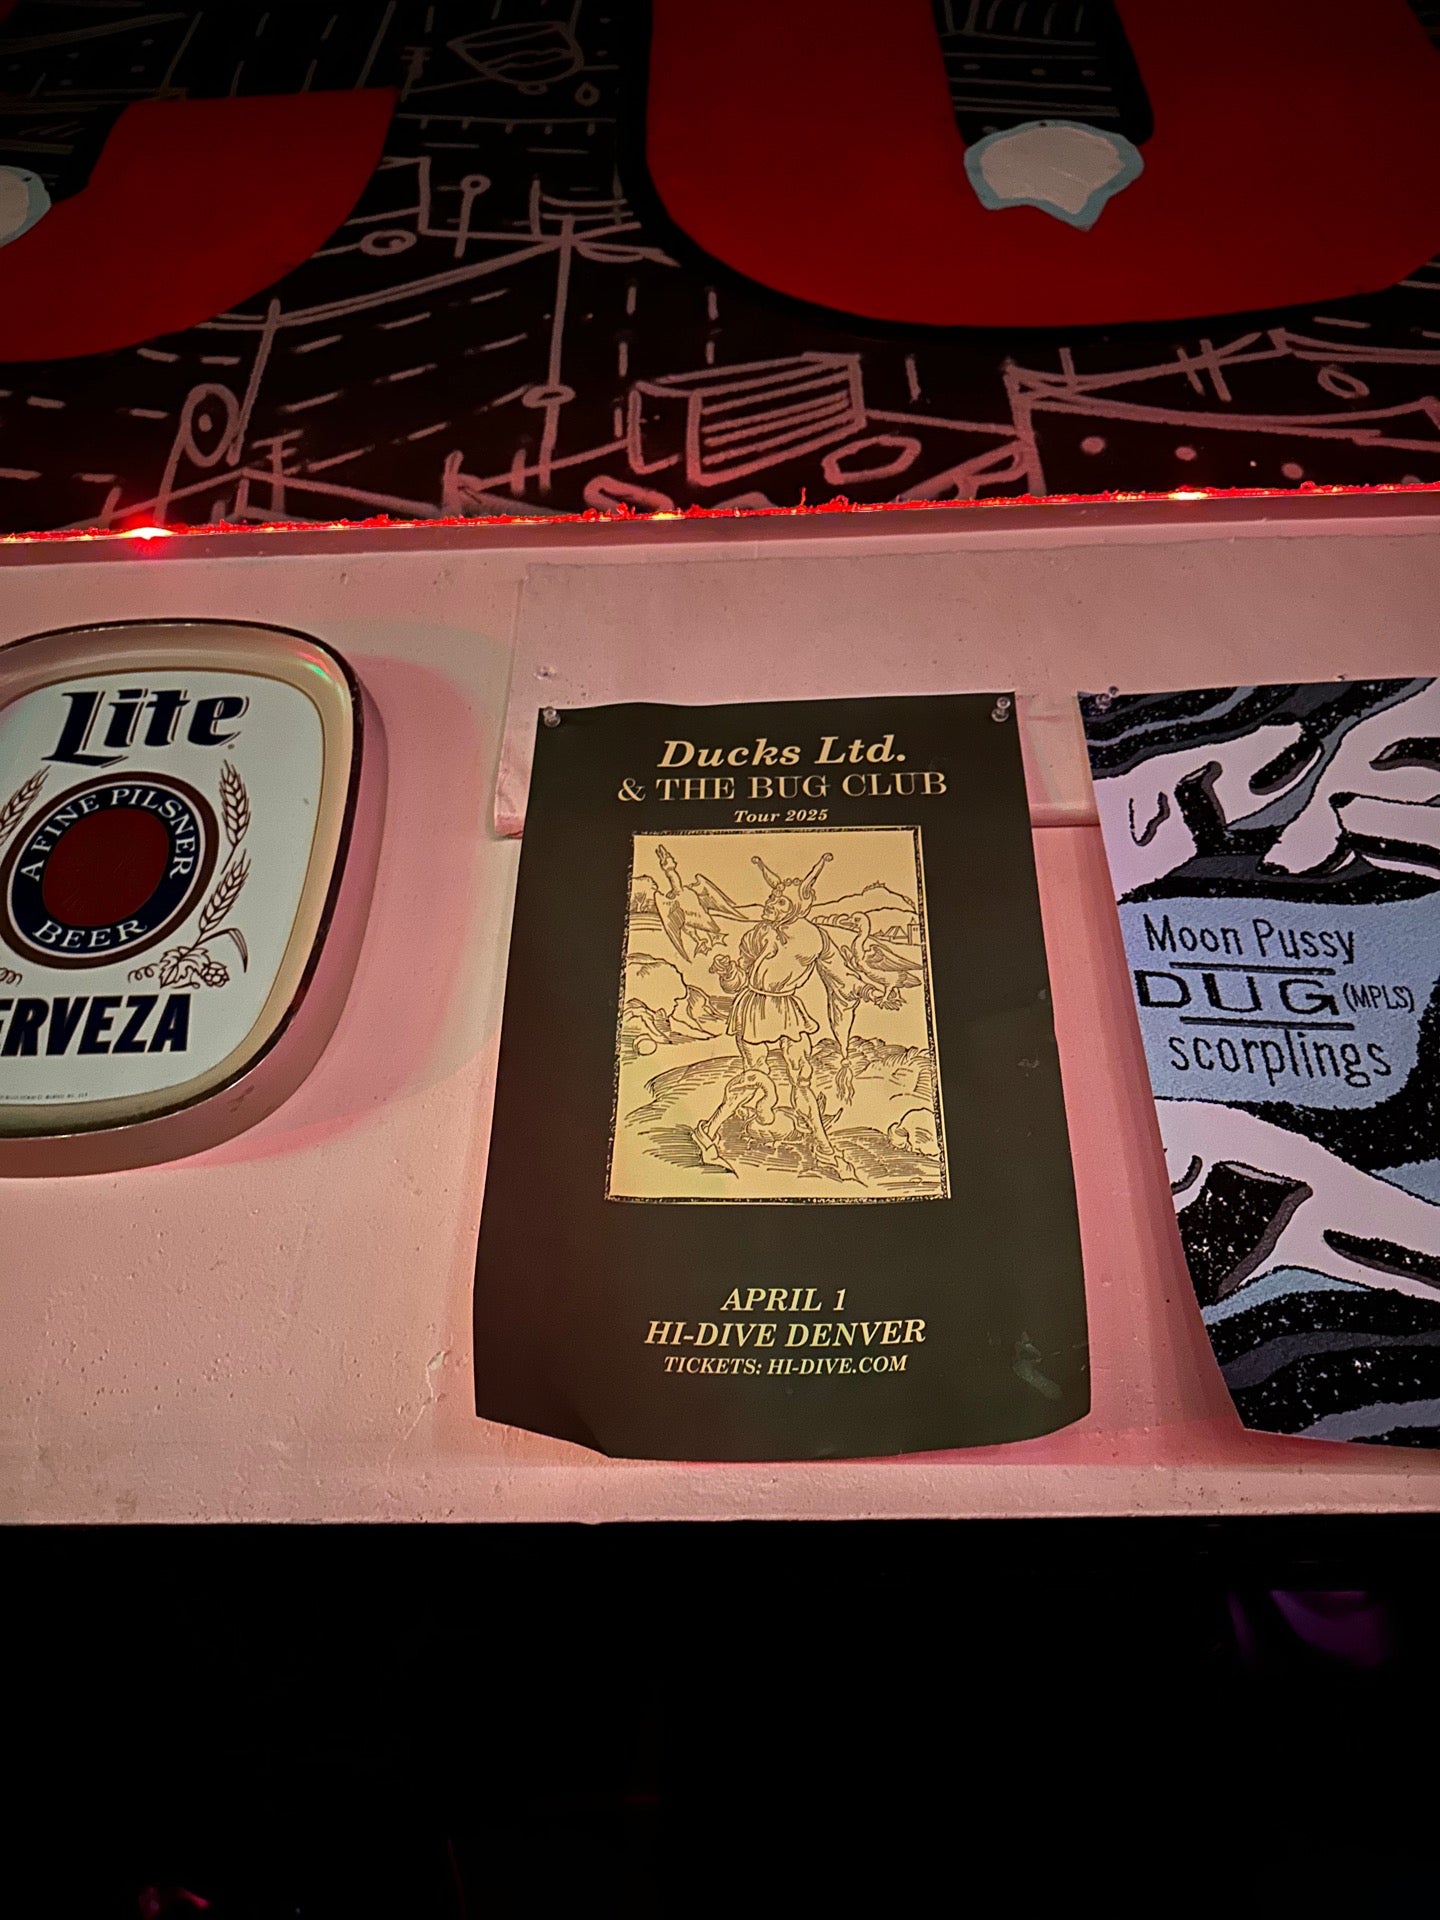 Lite
A FINE PILSNER
BEER
ERVEZA
Ducks Ltd.
& THE BUG CLUB
Tour 2025
APRIL 1
HI-DIVE DENVER
TICKETS: HI-DIVE.COM
Moon Pussy
DUG (MPLS)
scorplings